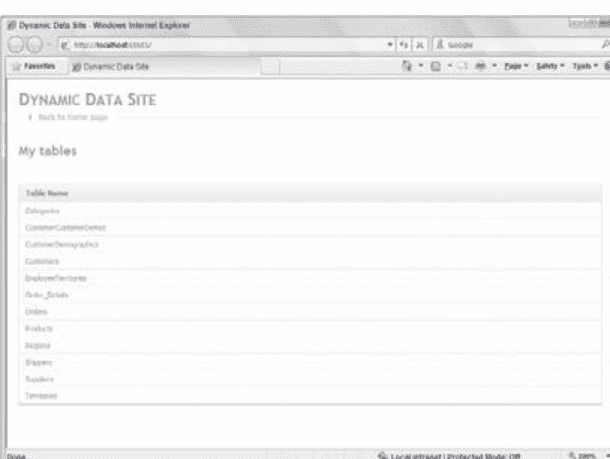 Dynamic Data Site - Windows Internet Explorer
http://localhost
Google
Favorites Dynamic Data Site Page Safety Tools
DYNAMIC DATA SITE
Back to home page
My tables
Table Name
Categories
CustomerCustomerDemos
CustomerDemographics
Customers
EmployeeTerritories
Order_Details
Orders
Products
Regions
Shippers
Suppliers
Territories
Done Local intranet | Protected Mode: Off 100%